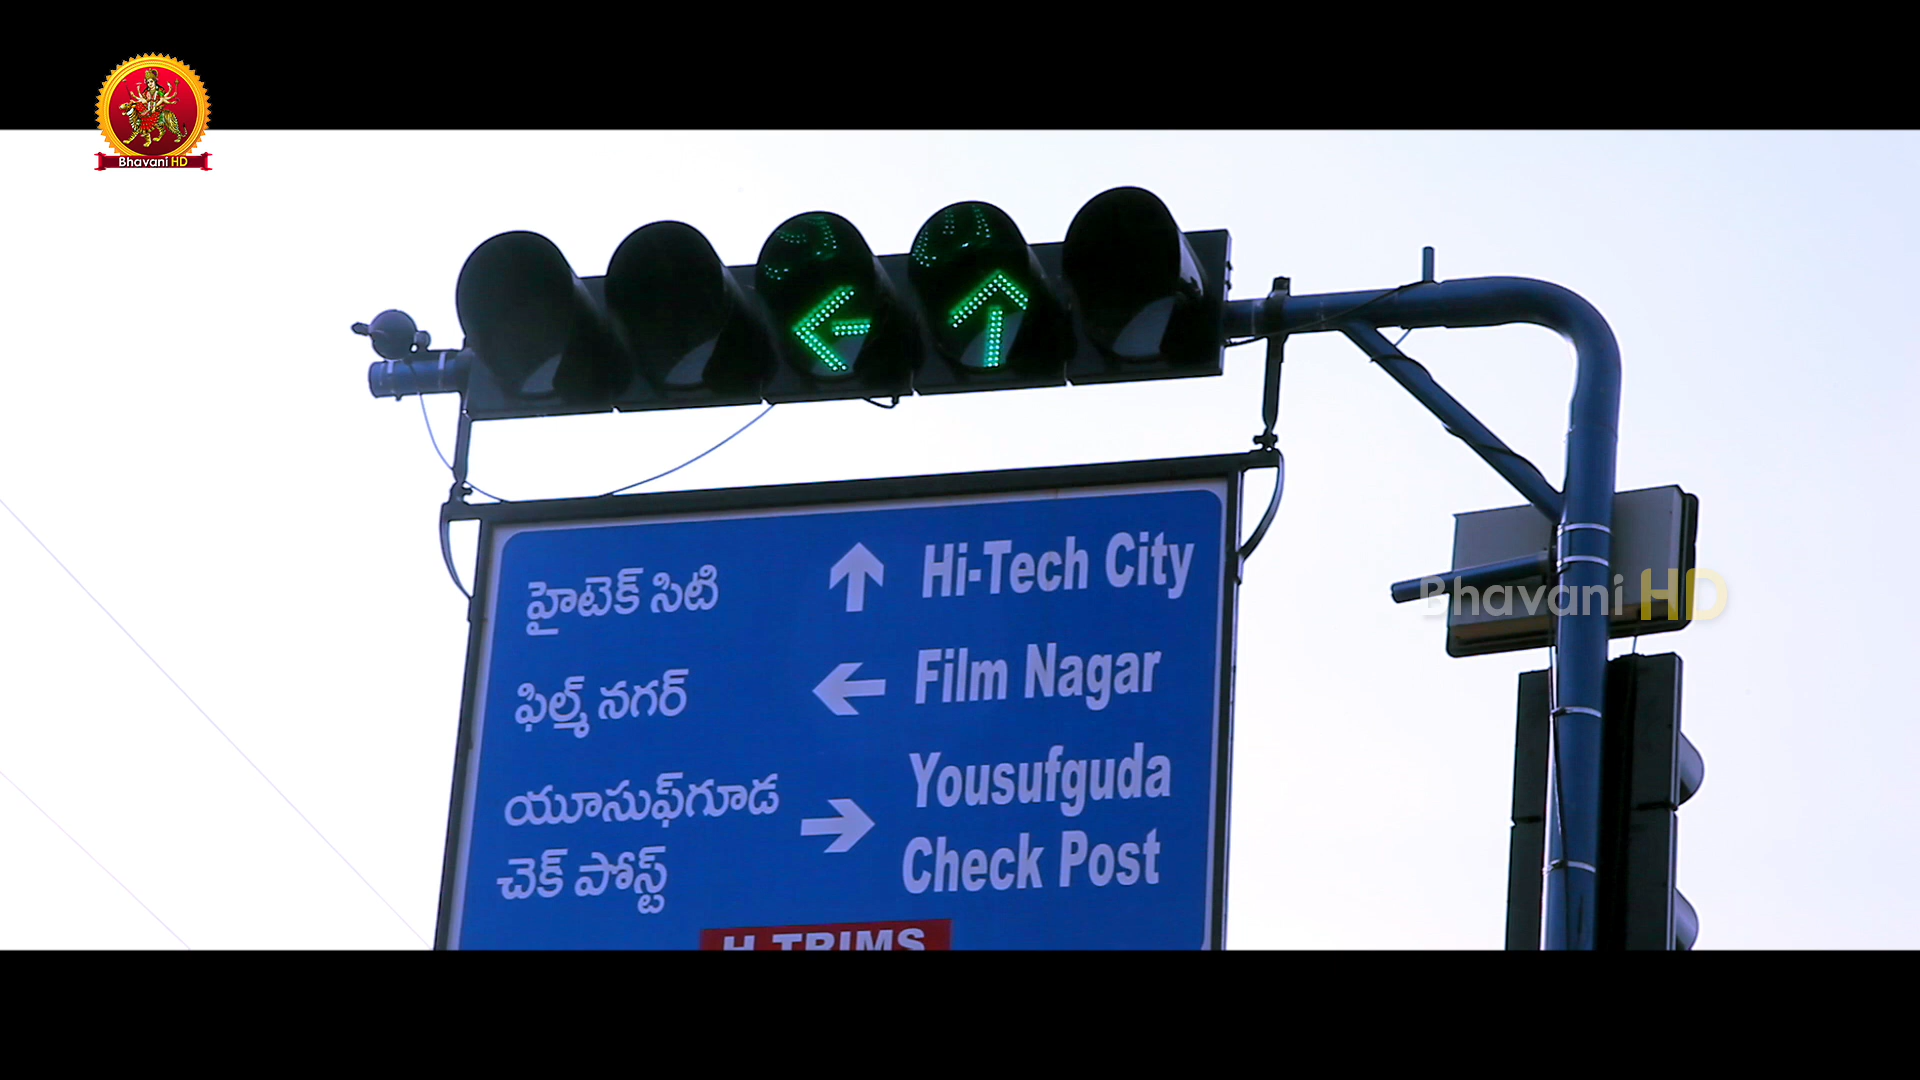 Bhavani HD
హైటెక్ సిటి ↑ Hi-Tech City
ఫిల్మ్ నగర్ ← Film Nagar
యూసుఫ్‌గూడ → Yousufguda
చెక్ పోస్ట్ Check Post
H-TRIMS
Bhavani HD